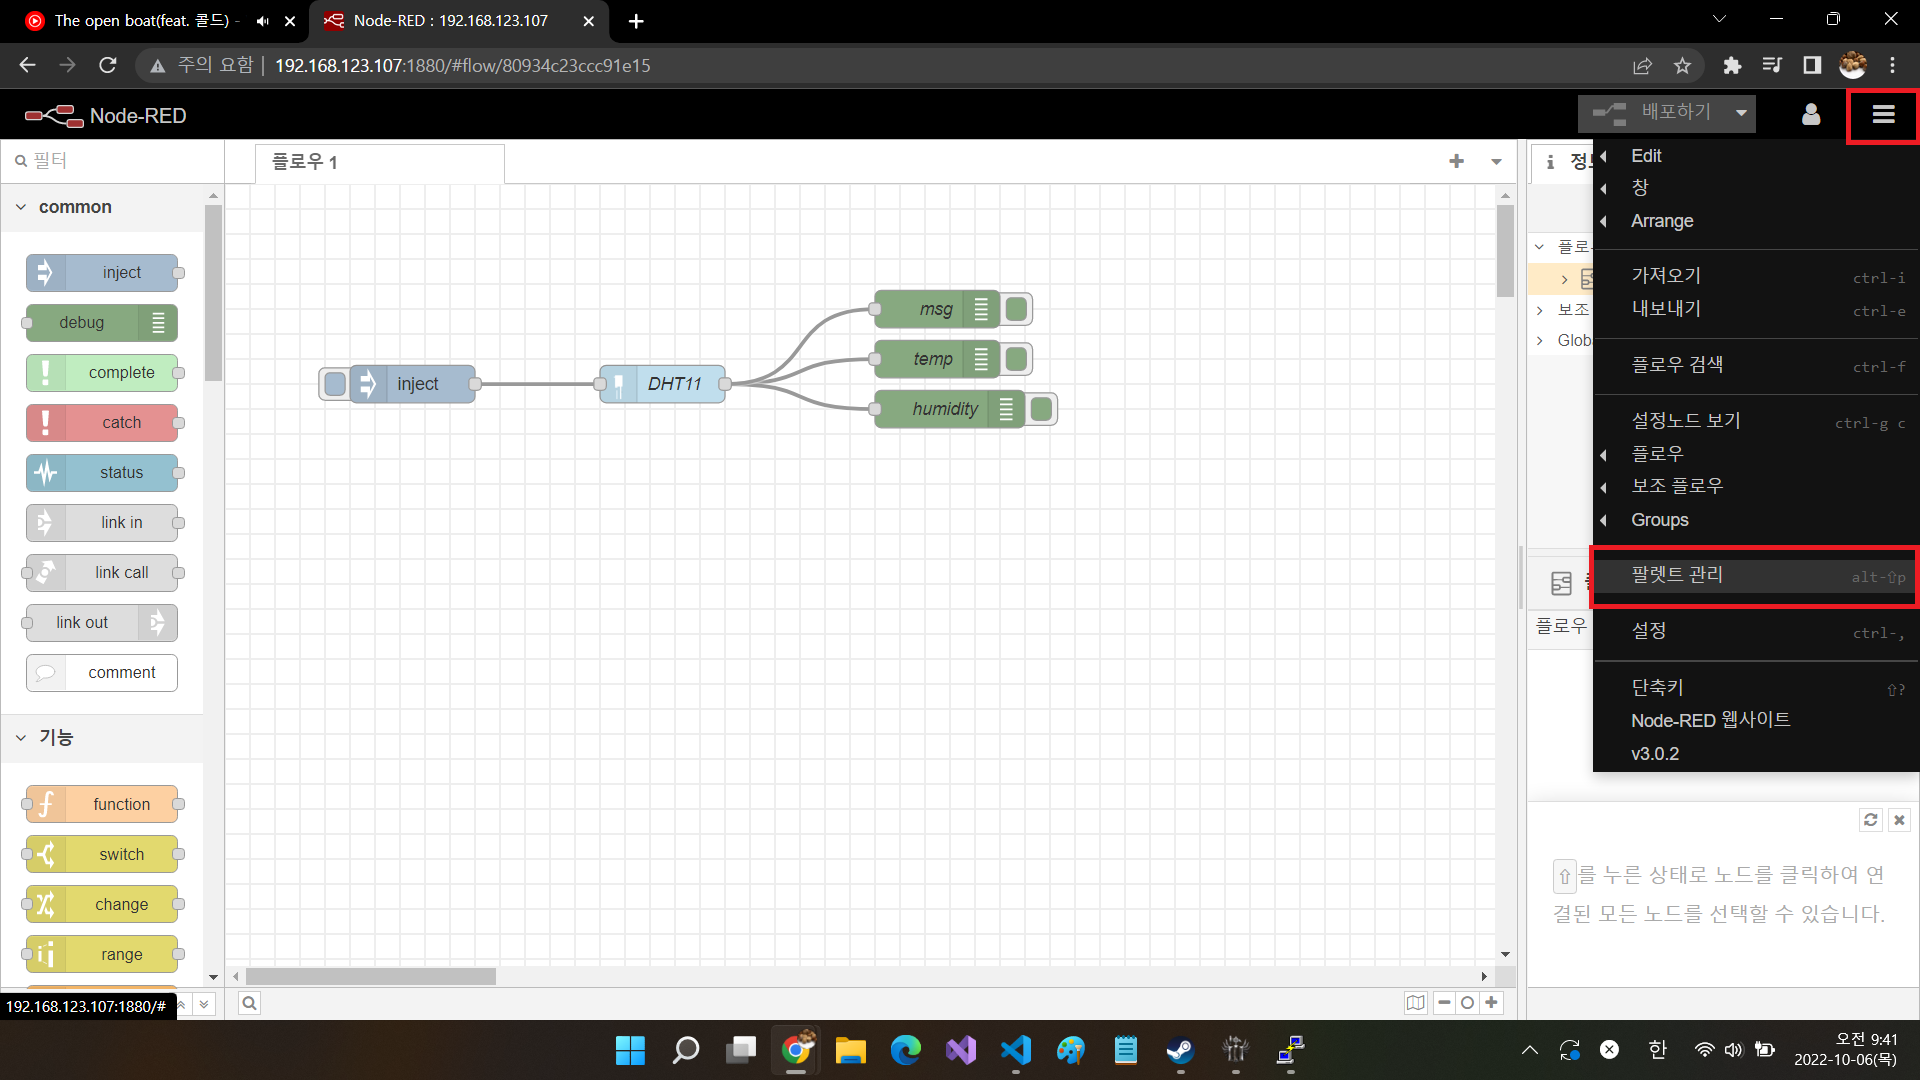 The open boat(feat. 콜드) -
Node-RED : 192.168.123.107
주의 요함
192.168.123.107:1880/#flow/80934c23ccc91e15
Node-RED
배포하기
필터
플로우 1
common
inject
debug
complete
catch
status
link in
link call
link out
comment
기능
function
switch
change
range
192.168.123.107:1880/#
inject
DHT11
msg
temp
humidity
플로우
보조
Glob
플로우
Edit
창
Arrange
가져오기 ctrl-i
내보내기 ctrl-e
플로우 검색 ctrl-f
설정노드 보기 ctrl-g c
플로우
보조 플로우
Groups
팔렛트 관리 alt-⇧p
설정 ctrl-,
단축키 ⇧?
Node-RED 웹사이트
v3.0.2
⇧를 누른 상태로 노드를 클릭하여 연
결된 모든 노드를 선택할 수 있습니다.
한
오전 9:41
2022-10-06(목)